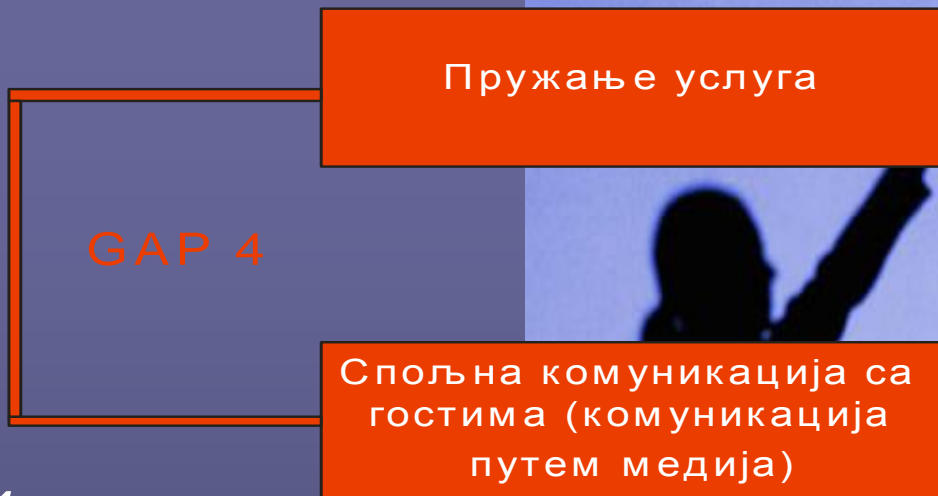 Пружање услуга
GAP 4
Спољна комуникација са
гостима (комуникација
путем медија)